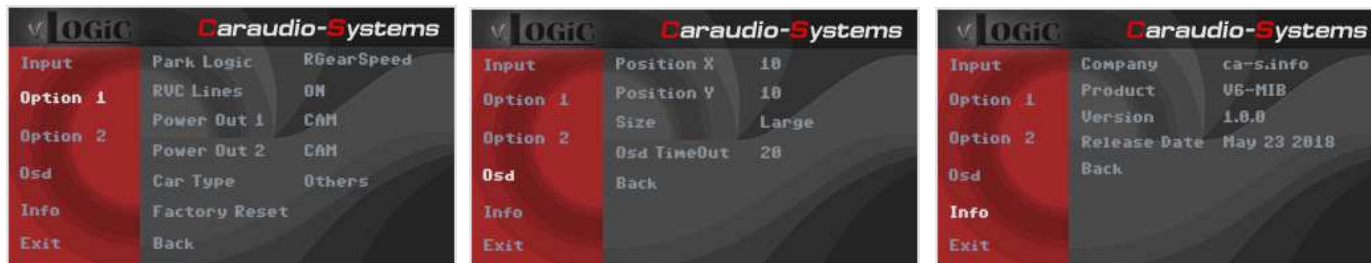 v LOGiC Caraudio-Systems
Input Park Logic RGearSpeed
Option 1 RVC Lines ON
Power Out 1 CAM
Option 2 Power Out 2 CAM
Osd Car Type Others
Info Factory Reset
Exit Back
v LOGiC Caraudio-Systems
Input Position X 10
Option 1 Position Y 10
Size Large
Option 2 Osd TimeOut 20
Osd Back
Info
Exit
v LOGiC Caraudio-Systems
Input Company ca-s.info
Option 1 Product V6-MIB
Version 1.0.0
Option 2 Release Date May 23 2018
Osd Back
Info
Exit